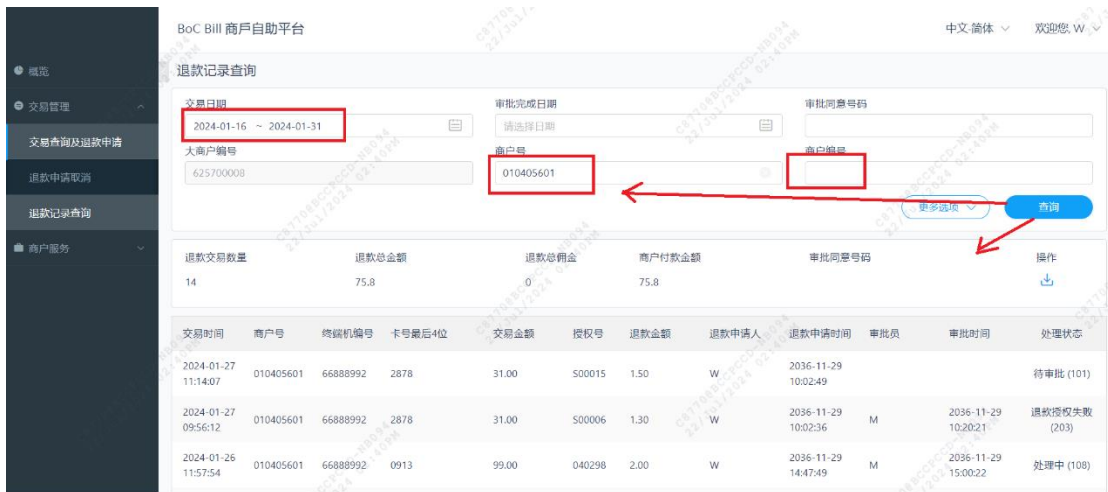 BoC Bill 商戶自助平台
中文-简体
欢迎您, W
概览
交易管理
交易查询及退款申请
退款申请取消
退款记录查询
商户服务
退款记录查询
交易日期
审批完成日期
审批同意号码
2024-01-16 ~ 2024-01-31
请选择日期
大商户编号
商户号
商户编号
625700008
010405601
更多选项
查询
退款交易数量 退款总金额 退款总佣金 商户付款金额 审批同意号码 操作
14 75.8 0 75.8
交易时间 商户号 终端机编号 卡号最后4位 交易金额 授权号 退款金额 退款申请人 退款申请时间 审批员 审批时间 处理状态
2024-01-27 2036-11-29
010405601 66888992 2878 31.00 S00015 1.50 W 待审批 (101)
11:14:07 10:02:49
2024-01-27 2036-11-29 2036-11-29 退款授权失败
010405601 66888992 2878 31.00 S00006 1.30 W M
09:56:12 10:02:36 10:20:21 (203)
2024-01-26 2036-11-29 2036-11-29
010405601 66888992 0913 99.00 040298 2.00 W M 处理中 (108)
11:57:54 14:47:49 15:00:22